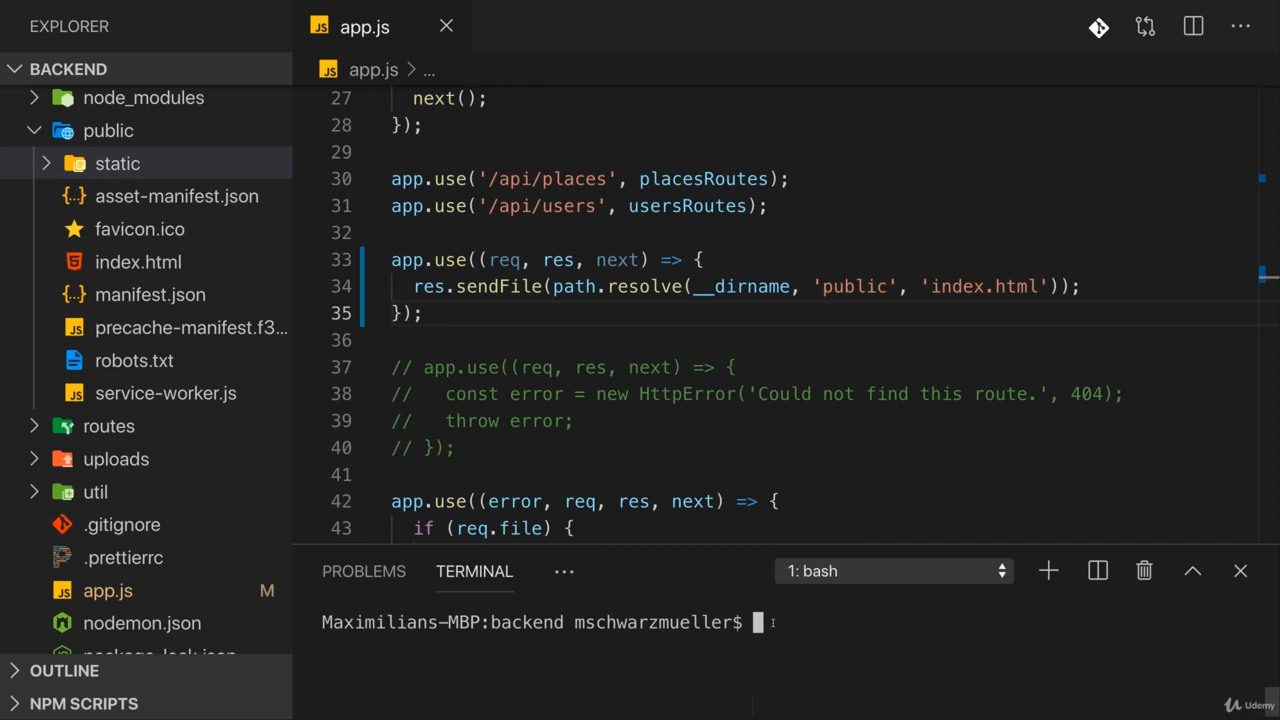 EXPLORER
BACKEND
node_modules
public
static
asset-manifest.json
favicon.ico
index.html
manifest.json
precache-manifest.f3...
robots.txt
service-worker.js
routes
uploads
util
.gitignore
.prettierrc
app.js M
nodemon.json
package-lock.json
OUTLINE
NPM SCRIPTS
JS app.js
JS app.js > ...
27 next();
28 });
29
30 app.use('/api/places', placesRoutes);
31 app.use('/api/users', usersRoutes);
32
33 app.use((req, res, next) => {
34 res.sendFile(path.resolve(__dirname, 'public', 'index.html'));
35 });
36
37 // app.use((req, res, next) => {
38 // const error = new HttpError('Could not find this route.', 404);
39 // throw error;
40 // });
41
42 app.use((error, req, res, next) => {
43 if (req.file) {
PROBLEMS TERMINAL ... 1: bash
Maximilians-MBP:backend mschwarzmueller$
Udemy